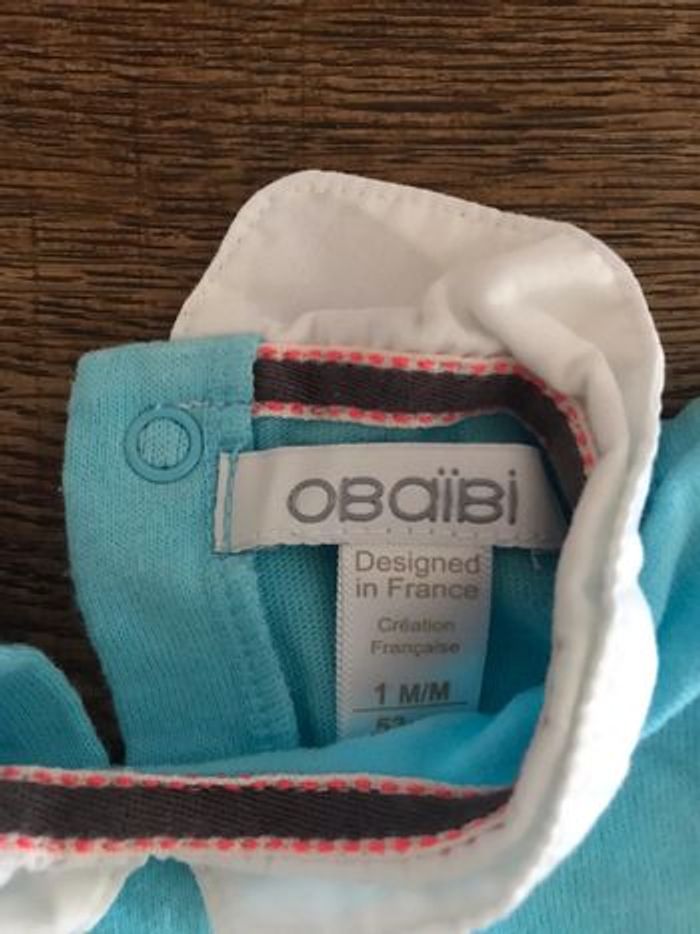 OBaïBi
Designed
in France
Création
Française
1 M/M